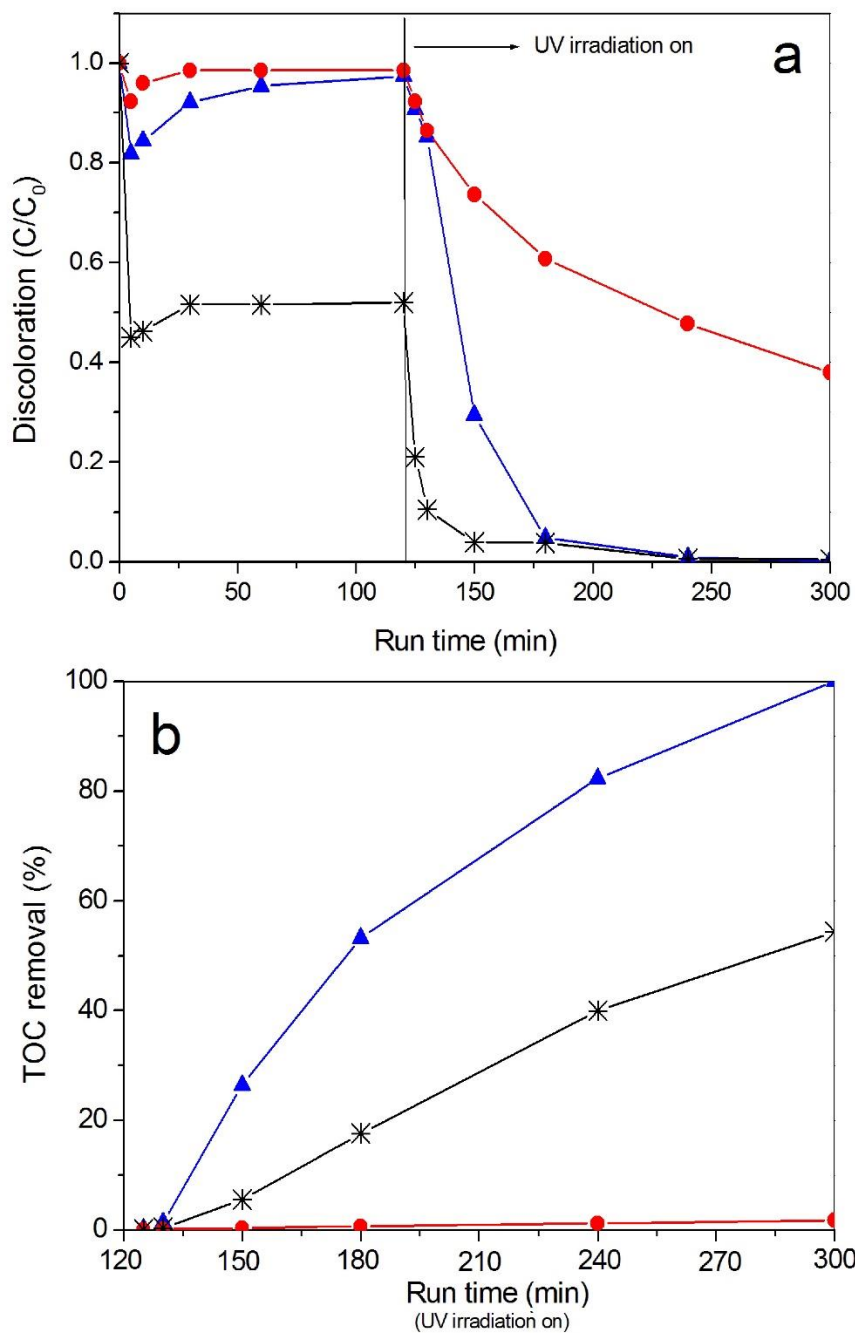 a
UV irradiation on
1.0
0.8
0.6
0.4
0.2
0.0
Discoloration (C/C₀)
0 50 100 150 200 250 300
Run time (min)
b
100
80
60
40
20
0
TOC removal (%)
120 150 180 210 240 270 300
Run time (min)
(UV irradiation on)